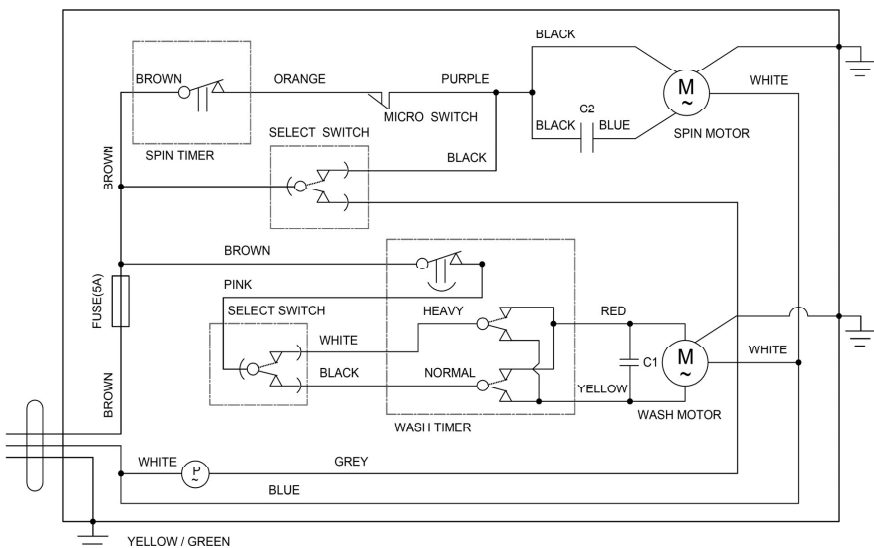 BLACK
BROWN
ORANGE
PURPLE
M
~
WHITE
C2
MICRO SWITCH
SELECT SWITCH
BLACK
BLUE
SPIN MOTOR
SPIN TIMER
BLACK
BROWN
BROWN
PINK
FUSE(5A)
SELECT SWITCH
HEAVY
RED
WHITE
WHITE
C1
M
~
BLACK
NORMAL
YELLOW
BROWN
WASH MOTOR
WASH TIMER
WHITE
P
~
GREY
BLUE
YELLOW / GREEN